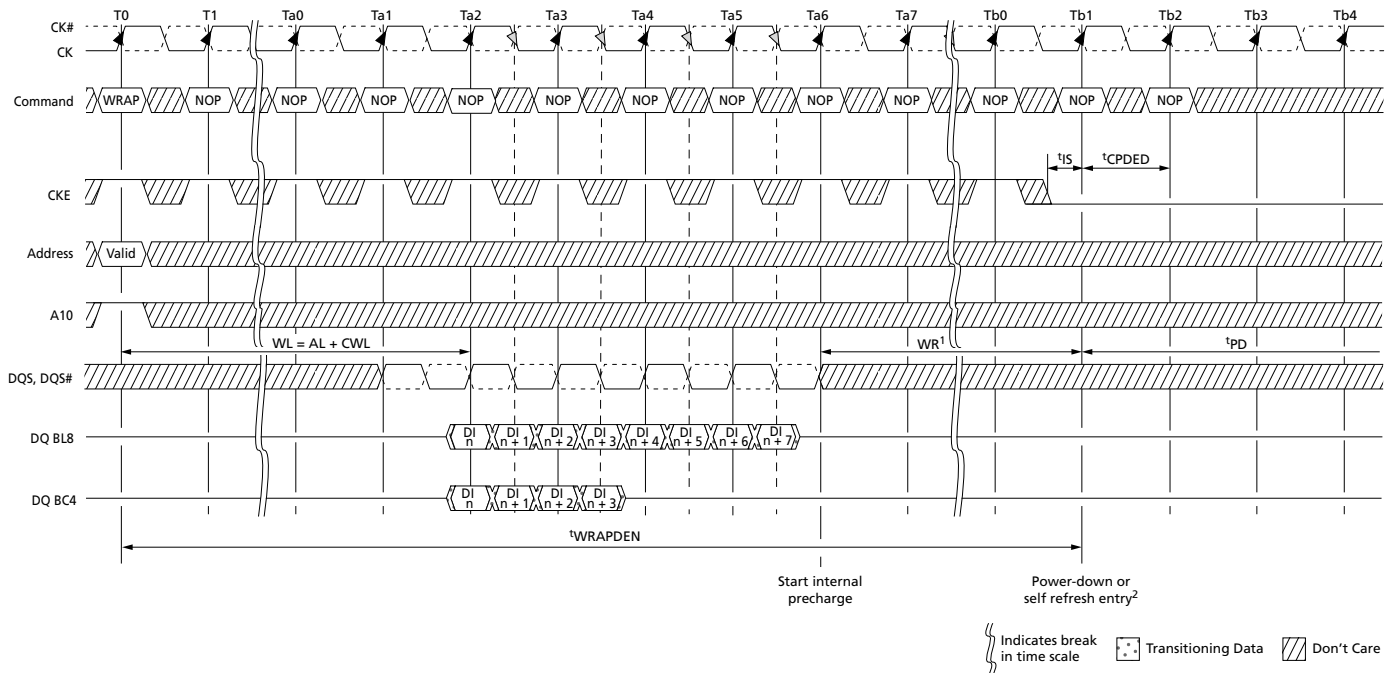 T0 T1 Ta0 Ta1 Ta2 Ta3 Ta4 Ta5 Ta6 Ta7 Tb0 Tb1 Tb2 Tb3 Tb4
CK#
CK
Command WRAP NOP NOP NOP NOP NOP NOP NOP NOP NOP NOP NOP NOP
tIS tCPDED
CKE
Address Valid
A10
WL = AL + CWL WR1 tPD
DQS, DQS#
DQ BL8 DI n DI n + 1 DI n + 2 DI n + 3 DI n + 4 DI n + 5 DI n + 6 DI n + 7
DQ BC4 DI n DI n + 1 DI n + 2 DI n + 3
tWRAPDEN
Start internal precharge
Power-down or self refresh entry2
Indicates break in time scale
Transitioning Data
Don't Care